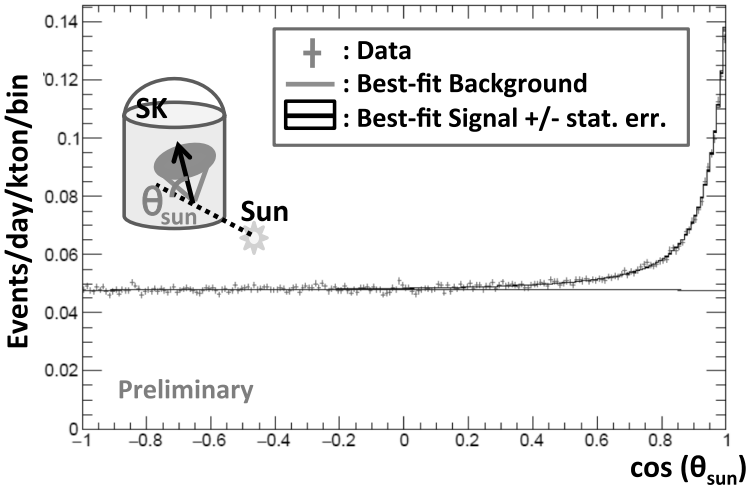 0.14
0.12
0.1
0.08
0.06
0.04
0.02
0
Events/day/kton/bin
: Data
: Best-fit Background
: Best-fit Signal +/- stat. err.
SK
θsun
Sun
Preliminary
−1 −0.8 −0.6 −0.4 −0.2 0 0.2 0.4 0.6 0.8 1
cos (θsun)